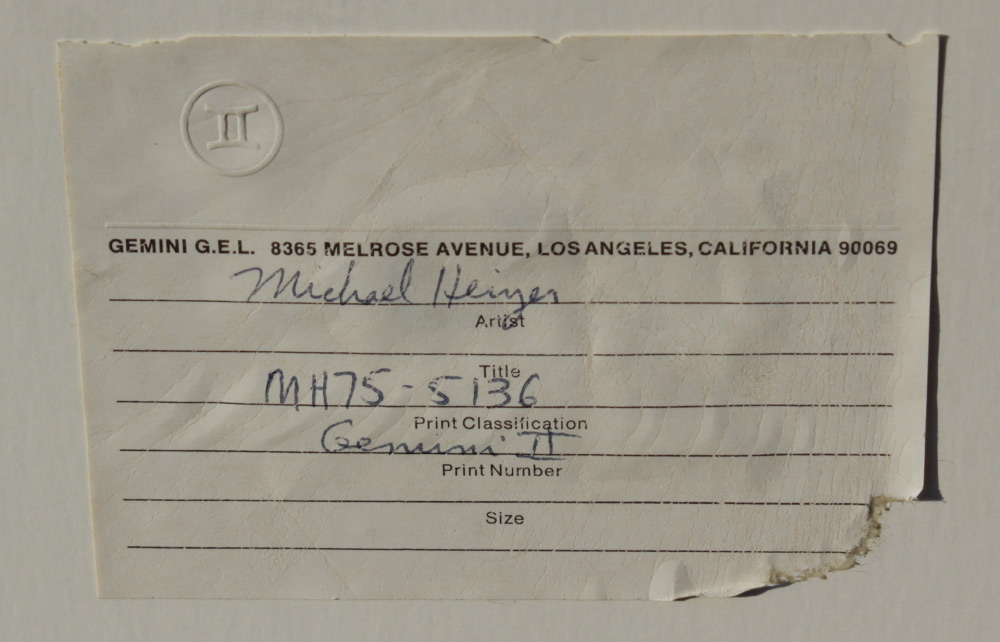 GEMINI G.E.L. 8365 MELROSE AVENUE, LOS ANGELES, CALIFORNIA 90069
Michael Heizer
Artist
Title
MH75-5136
Print Classification
Gemini II
Print Number
Size